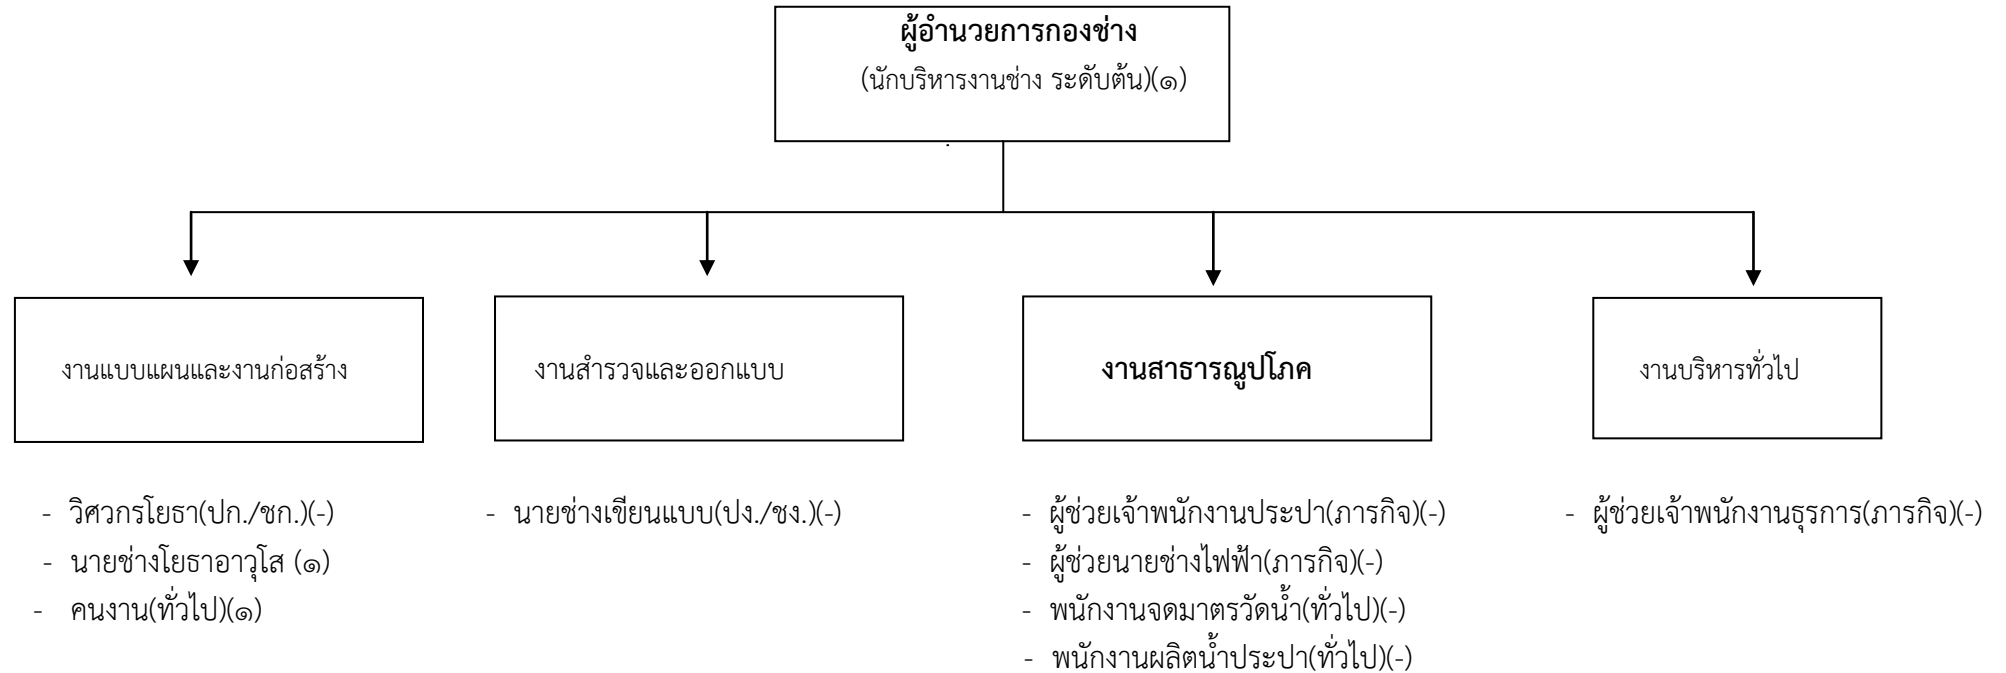 ผู้อำนวยการกองช่าง
(นักบริหารงานช่าง ระดับต้น)(๑)
งานแบบแผนและงานก่อสร้าง
งานสำรวจและออกแบบ
งานสาธารณูปโภค
งานบริหารทั่วไป
- วิศวกรโยธา(ปก./ชก.)(-)
- นายช่างโยธาอาวุโส (๑)
- คนงาน(ทั่วไป)(๑)
- นายช่างเขียนแบบ(ปง./ชง.)(-)
- ผู้ช่วยเจ้าพนักงานประปา(ภารกิจ)(-)
- ผู้ช่วยนายช่างไฟฟ้า(ภารกิจ)(-)
- พนักงานจดมาตรวัดน้ำ(ทั่วไป)(-)
- พนักงานผลิตน้ำประปา(ทั่วไป)(-)
- ผู้ช่วยเจ้าพนักงานธุรการ(ภารกิจ)(-)